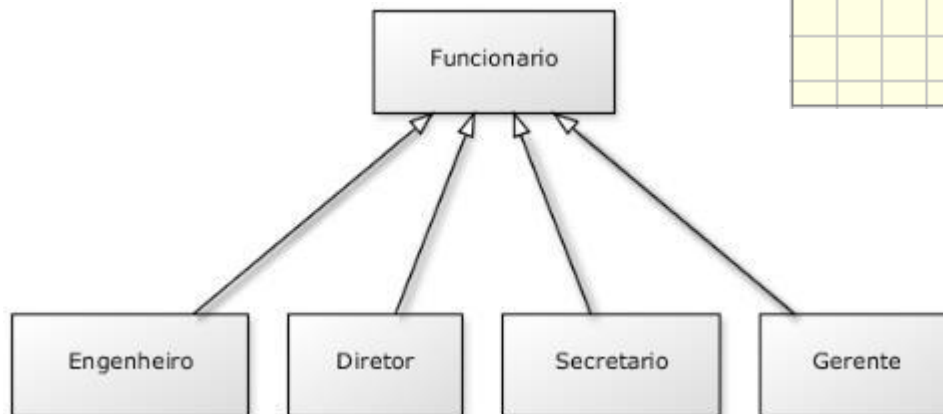 Funcionario
Engenheiro
Diretor
Secretario
Gerente